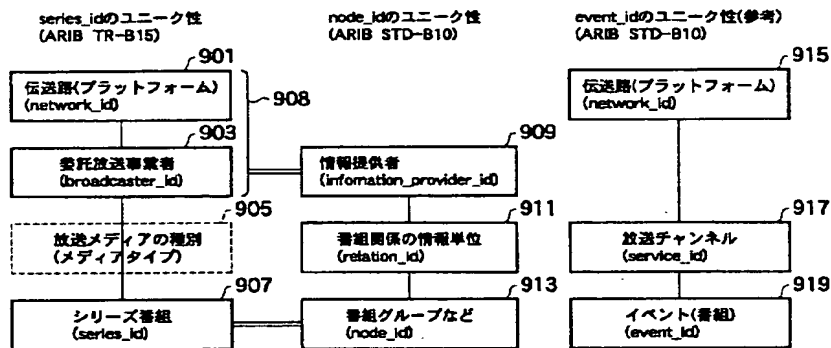 series_idのユニーク性
(ARIB TR-B15)
901
伝送路(プラットフォーム)
(network_id)
908
903
委託放送事業者
(broadcaster_id)
905
放送メディアの種別
(メディアタイプ)
907
シリーズ番組
(series_id)
node_idのユニーク性
(ARIB STD-B10)
909
情報提供者
(infomation_provider_id)
911
番組関係の情報単位
(relation_id)
913
番組グループなど
(node_id)
event_idのユニーク性(参考)
(ARIB STD-B10)
915
伝送路(プラットフォーム)
(network_id)
917
放送チャンネル
(service_id)
919
イベント(番組)
(event_id)